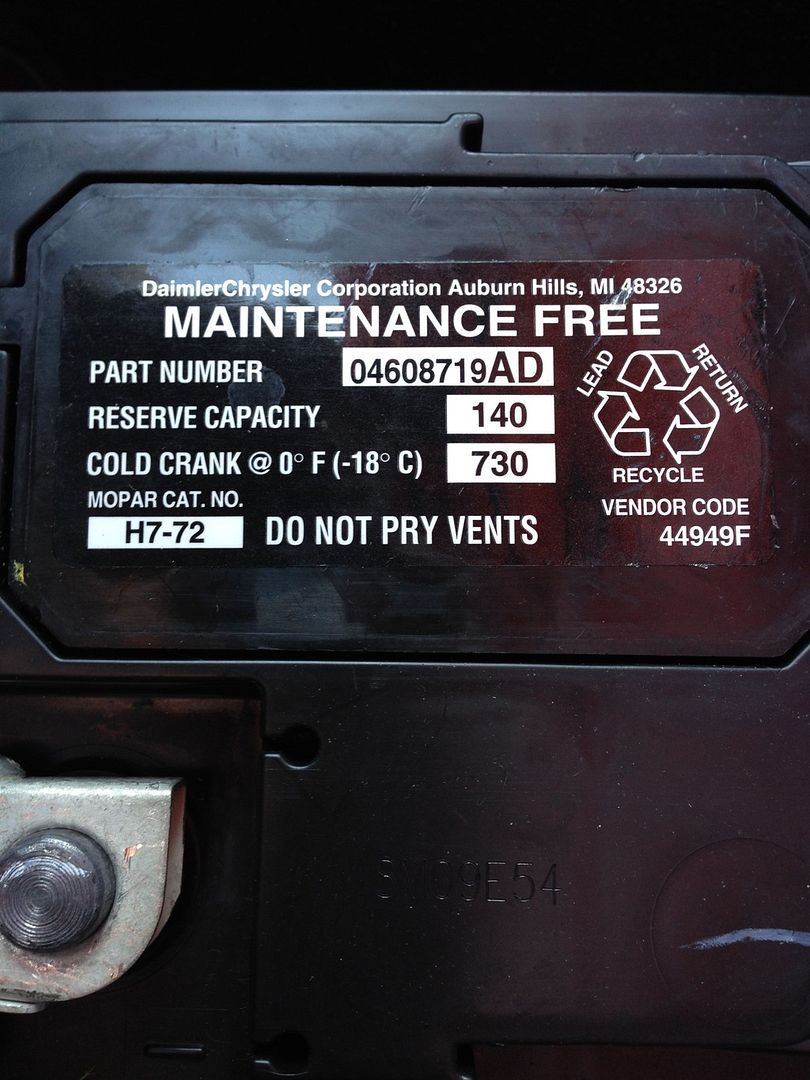 DaimlerChrysler Corporation Auburn Hills, MI 48326
MAINTENANCE FREE
PART NUMBER 04608719AD
RESERVE CAPACITY 140
COLD CRANK @ 0° F (-18° C) 730
MOPAR CAT. NO.
H7-72 DO NOT PRY VENTS
LEAD RETURN
RECYCLE
VENDOR CODE
44949F